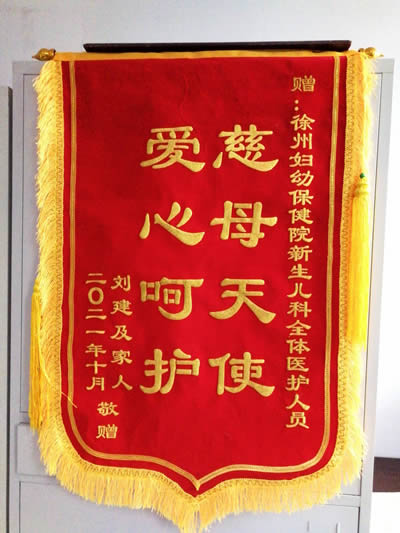 赠：徐州妇幼保健院新生儿科全体医护人员
慈母天使
爱心呵护
刘建及家人
二〇二一年十月 敬赠